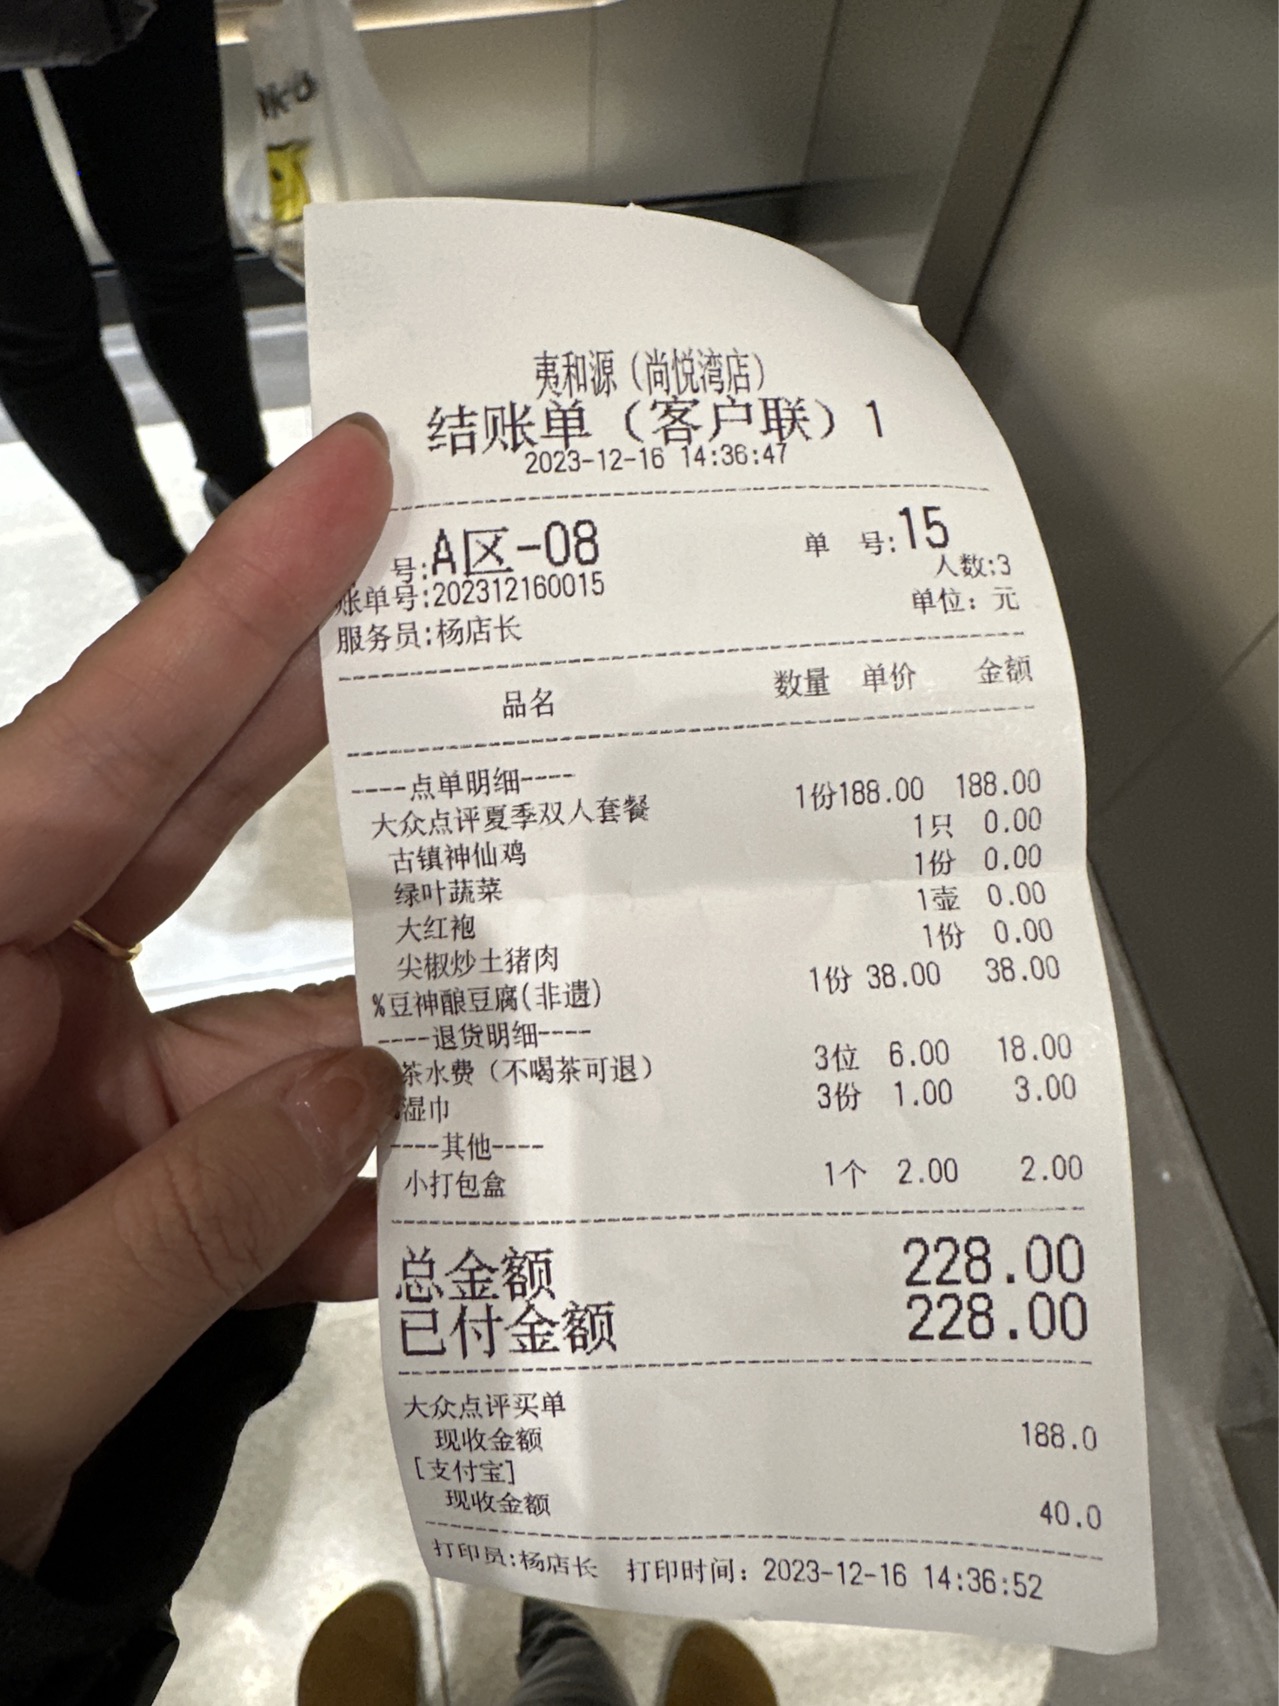 夷和源（尚悦湾店）
结账单（客户联）1
2023-12-16 14:36:47
号:A区-08 单 号:15
人数:3
账单号:202312160015 单位：元
服务员:杨店长
品名 数量 单价 金额
----点单明细----
大众点评夏季双人套餐 1份188.00 188.00
古镇神仙鸡 1只 0.00
绿叶蔬菜 1份 0.00
大红袍 1壶 0.00
尖椒炒土猪肉 1份 0.00
%豆神酿豆腐(非遗) 1份 38.00 38.00
----退货明细----
茶水费（不喝茶可退） 3位 6.00 18.00
湿巾 3份 1.00 3.00
----其他----
小打包盒 1个 2.00 2.00
总金额 228.00
已付金额 228.00
大众点评买单
现收金额 188.0
[支付宝]
现收金额 40.0
打印员:杨店长 打印时间：2023-12-16 14:36:52